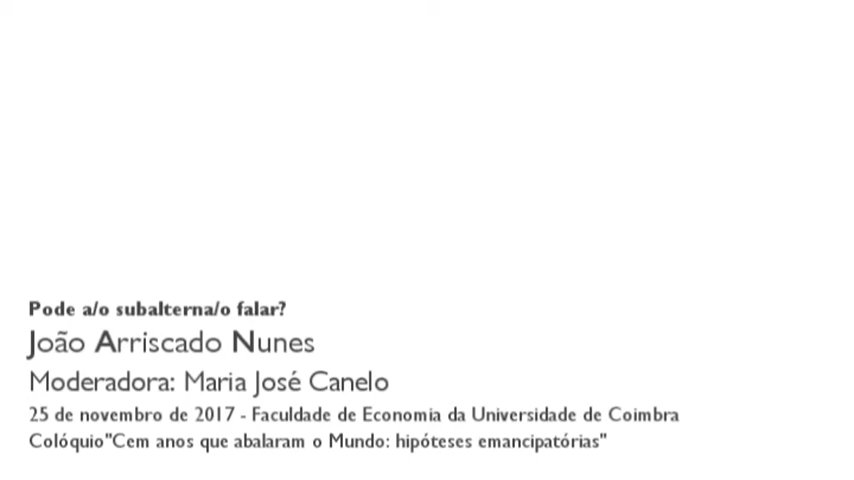 Pode a/o subalterna/o falar?
João Arriscado Nunes
Moderadora: Maria José Canelo
25 de novembro de 2017 - Faculdade de Economia da Universidade de Coimbra
Colóquio"Cem anos que abalaram o Mundo: hipóteses emancipatórias"